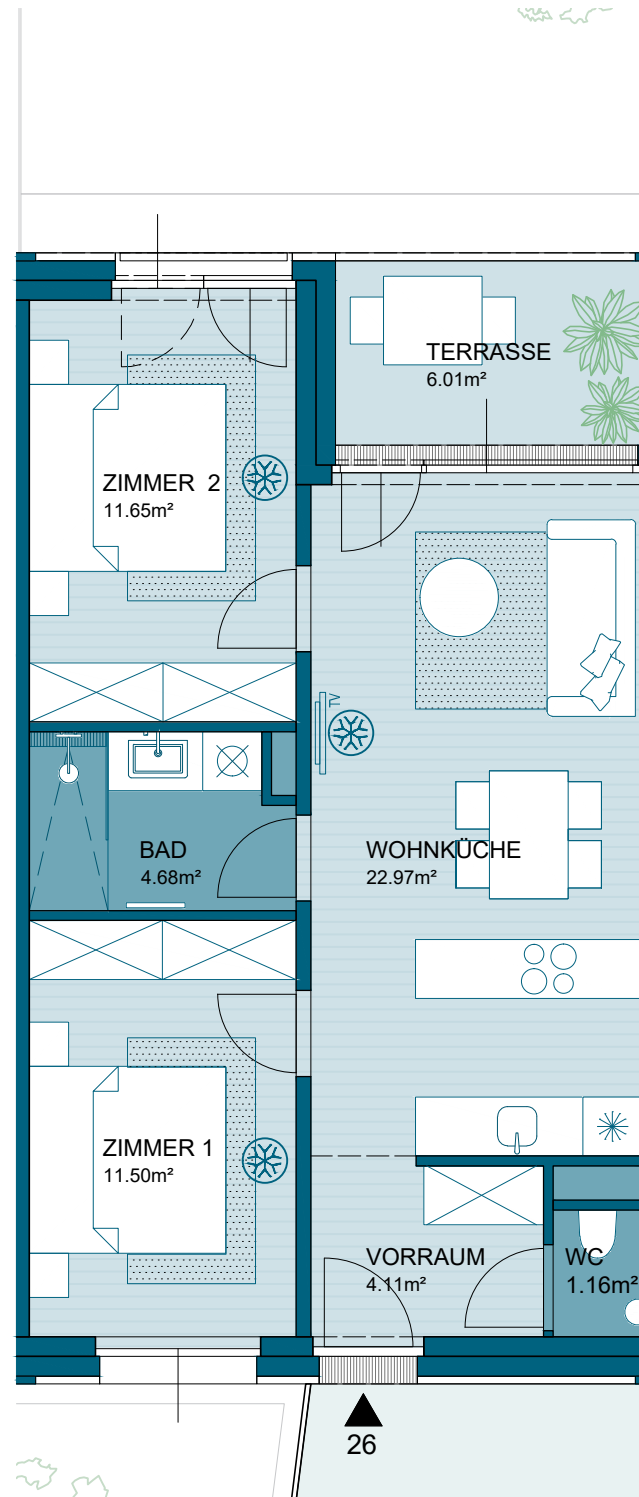 TERRASSE
6.01m²
ZIMMER 2
11.65m²
TV
BAD
4.68m²
WOHNKÜCHE
22.97m²
ZIMMER 1
11.50m²
VORRAUM
4.11m²
WC
1.16m²
26